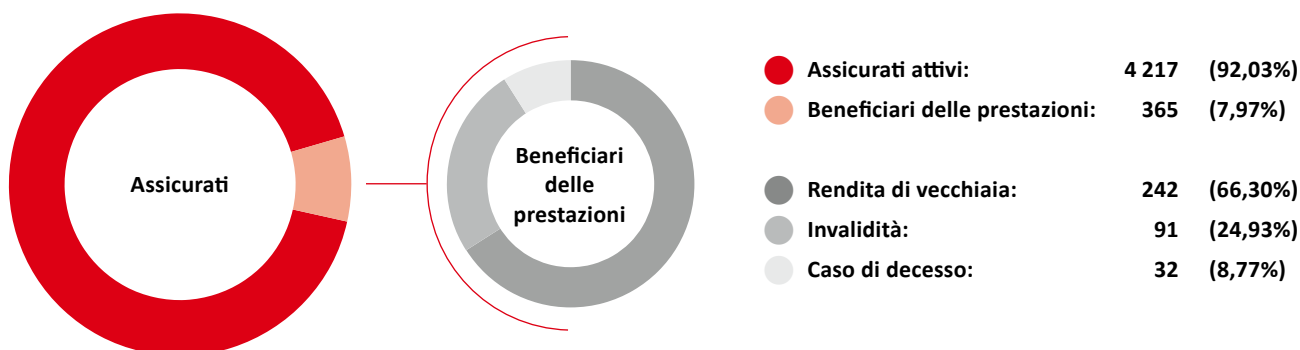 Assicurati
Beneficiari
delle
prestazioni
Assicurati attivi: 4 217 (92,03%)
Beneficiari delle prestazioni: 365 (7,97%)
Rendita di vecchiaia: 242 (66,30%)
Invalidità: 91 (24,93%)
Caso di decesso: 32 (8,77%)